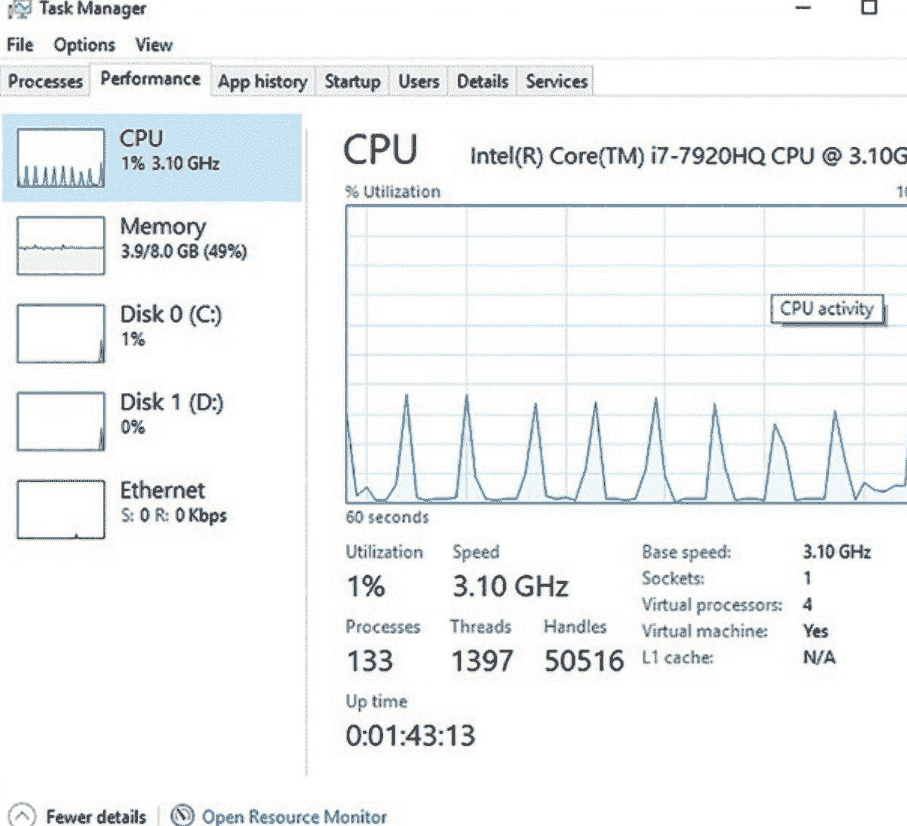 Task Manager
File Options View
Processes Performance App history Startup Users Details Services
CPU
1% 3.10 GHz
Memory
3.9/8.0 GB (49%)
Disk 0 (C:)
1%
Disk 1 (D:)
0%
Ethernet
S: 0 R: 0 Kbps
CPU Intel(R) Core(TM) i7-7920HQ CPU @ 3.10G
% Utilization 10
CPU activity
60 seconds
Utilization Speed
1% 3.10 GHz
Processes Threads Handles
133 1397 50516
Up time
0:01:43:13
Base speed: 3.10 GHz
Sockets: 1
Virtual processors: 4
Virtual machine: Yes
L1 cache: N/A
Fewer details Open Resource Monitor